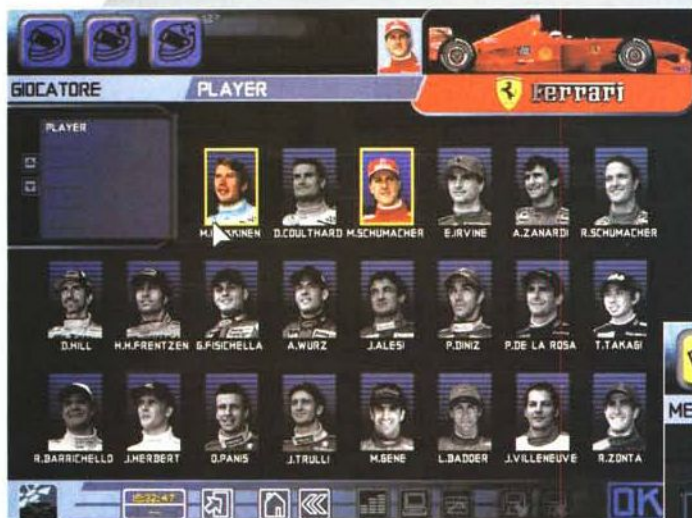 GIOCATORE
PLAYER
Ferrari
PLAYER
D.COULTHARD
M.SCHUMACHER
E.IRVINE
A.ZANARDI
R.SCHUMACHER
D.HILL
H.H.FRENTZEN
G.FISICHELLA
A.WURZ
J.ALESI
P.DINIZ
P.DE LA ROSA
T.TAKAGI
R.BARRICHELLO
J.HERBERT
O.PANIS
J.TRULLI
M.GENE
L.BADOER
J.VILLENEUVE
R.ZONTA
ME
OK